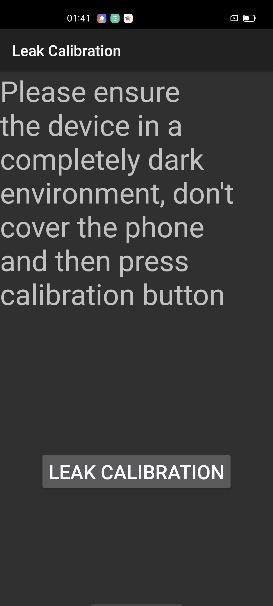 01:41
Leak Calibration
Please ensure
the device in a
completely dark
environment, don't
cover the phone
and then press
calibration button
LEAK CALIBRATION